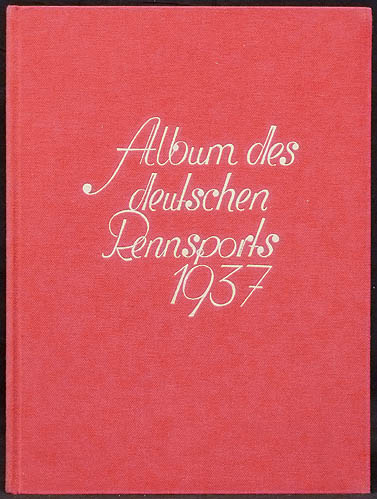 Album des
deutschen
Rennsports
1937